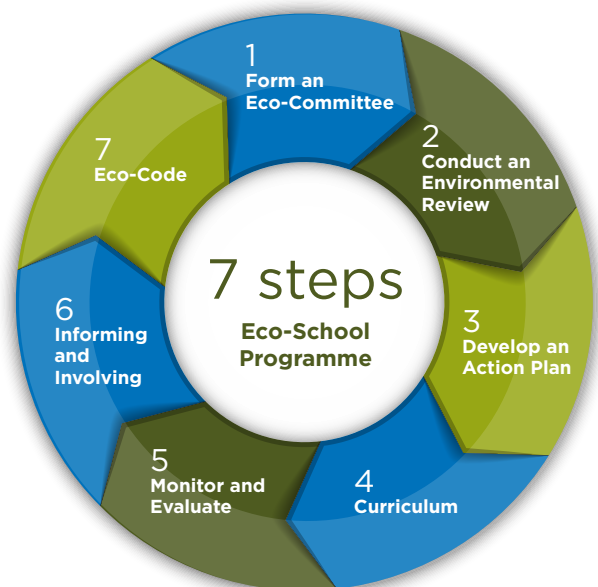 1
Form an
Eco-Committee
2
Conduct an
Environmental
Review
3
Develop an
Action Plan
4
Curriculum
5
Monitor and
Evaluate
6
Informing
and
Involving
7
Eco-Code
7 steps
Eco-School
Programme